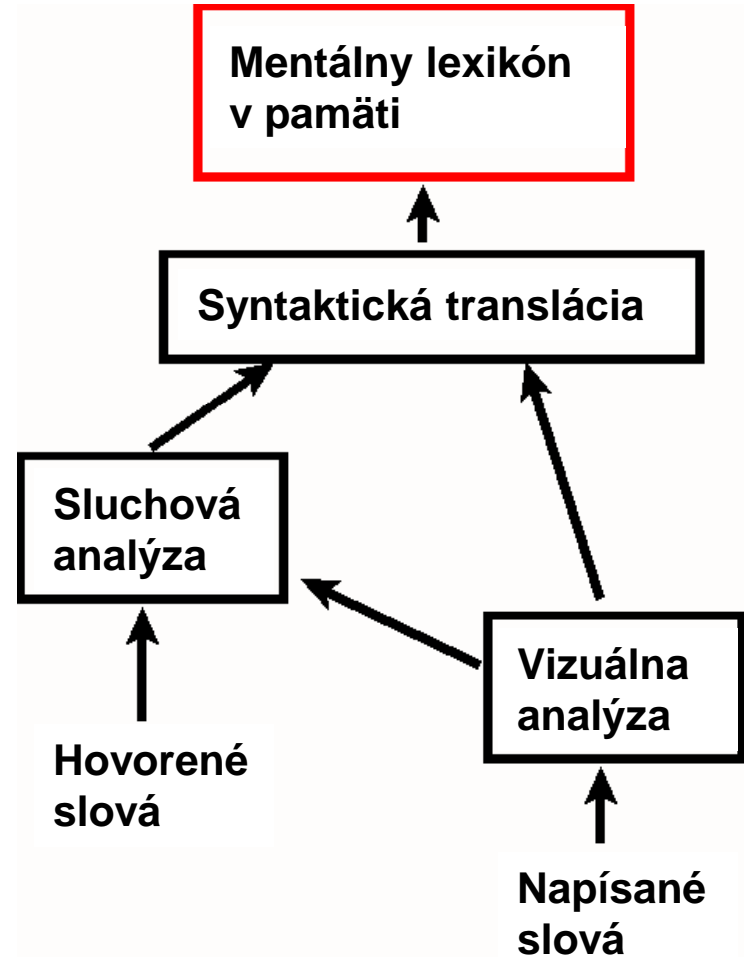 Mentálny lexikón
v pamäti
Syntaktická translácia
Sluchová
analýza
Vizuálna
analýza
Hovorené
slová
Napísané
slová